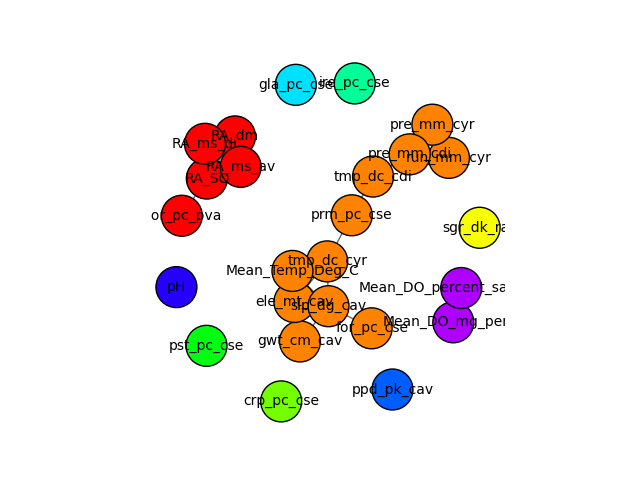 gla_pc_cse
ire_pc_cse
pre_mm_cyr
RA_dm
RA_ms_di
pre_mm_cdi
run_mm_cyr
RA_ms_av
tmp_dc_cdi
RA_SO
or_pc_pva
prm_pc_cse
sgr_dk_ra
tmp_dc_cyr
Mean_Temp_Deg_C
pH
Mean_DO_percent_sa
ele_mt_cav
slp_dg_cav
Mean_DO_mg_per
for_pc_cse
gwt_cm_cav
pst_pc_cse
ppd_pk_cav
crp_pc_cse